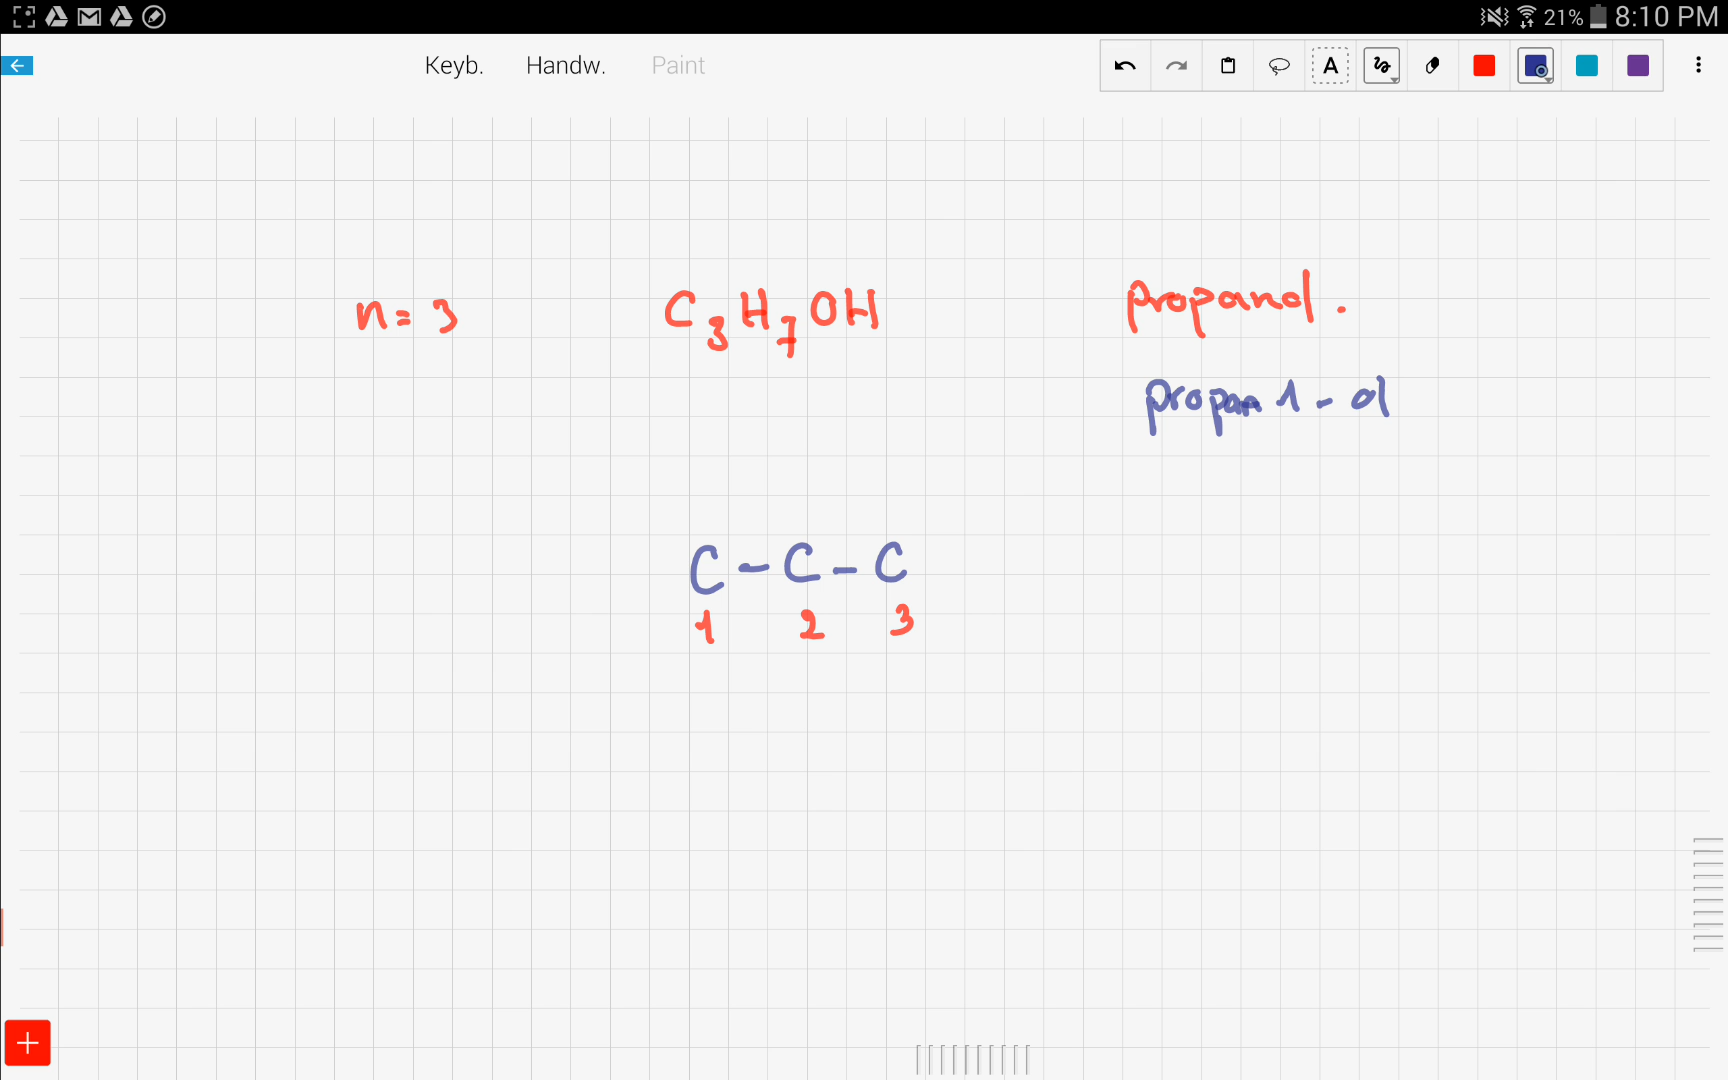 21% 8:10 PM
Keyb. Handw. Paint A
n = 3 C₃H₇OH propanol.
propan 1 - ol
C - C - C
1 2 3